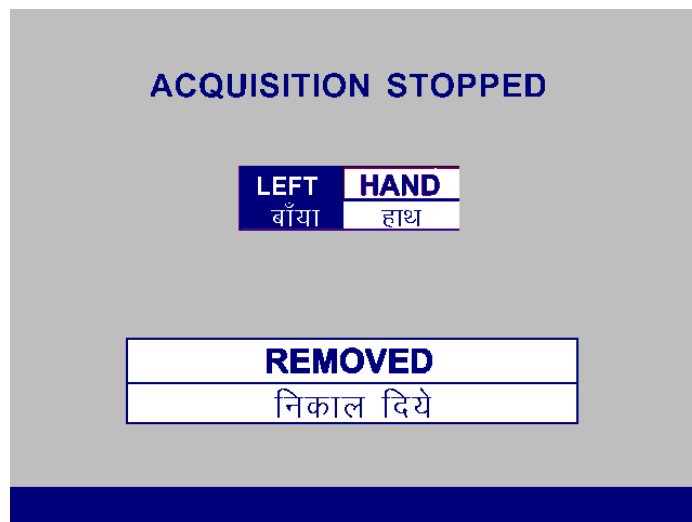 ACQUISITION STOPPED
LEFT HAND
बाँया हाथ
REMOVED
निकाल दिये